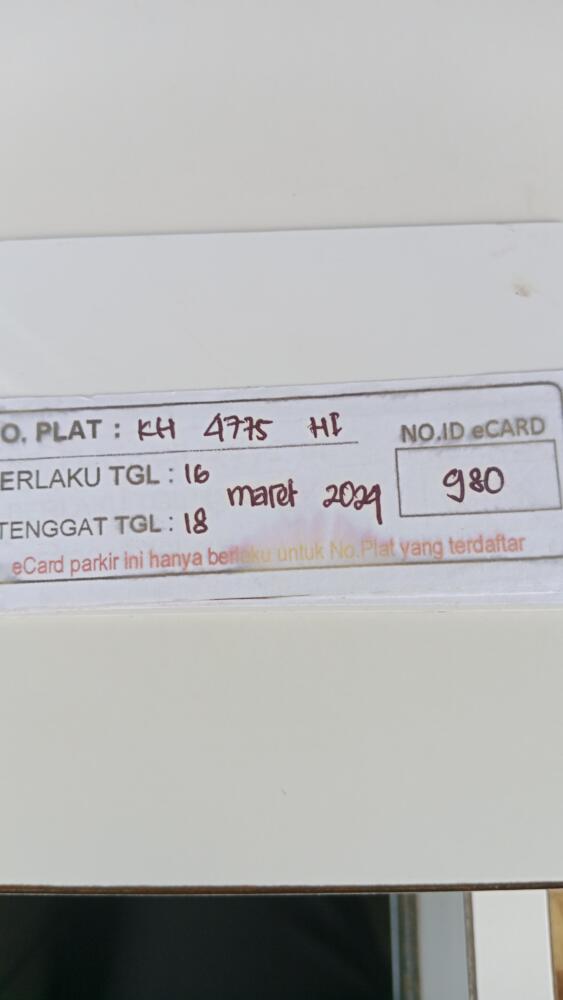 O. PLAT : KH 4775 HI
NO.ID eCARD
ERLAKU TGL : 16
maret 2024
980
TENGGAT TGL : 18
eCard parkir ini hanya berlaku untuk No.Plat yang terdaftar